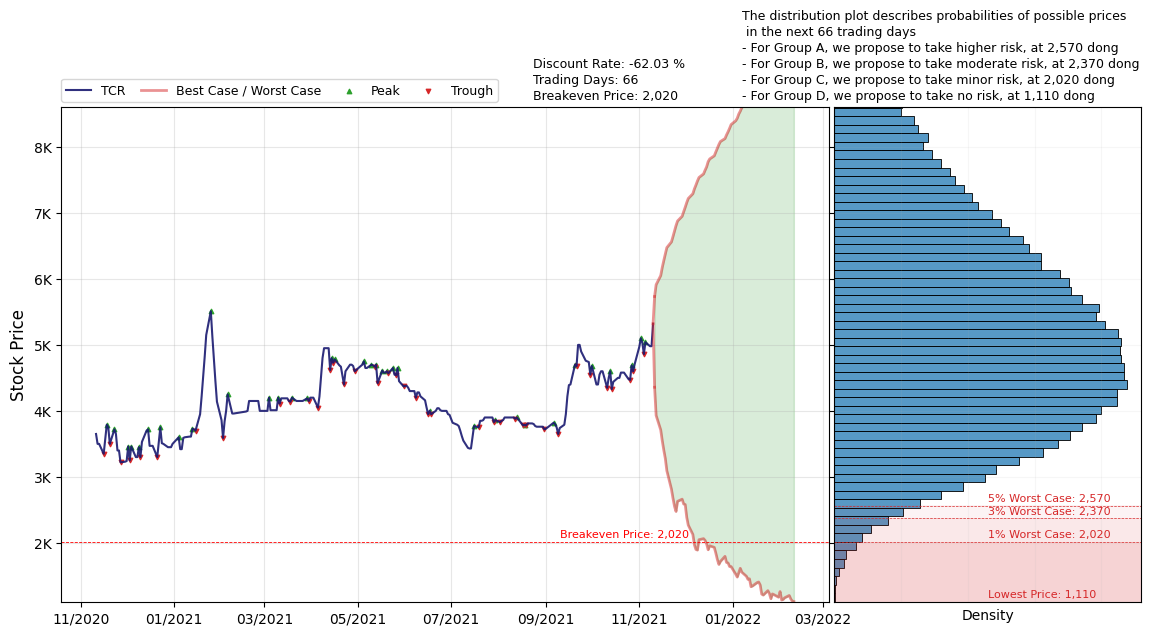 The distribution plot describes probabilities of possible prices
in the next 66 trading days
- For Group A, we propose to take higher risk, at 2,570 dong
- For Group B, we propose to take moderate risk, at 2,370 dong
- For Group C, we propose to take minor risk, at 2,020 dong
- For Group D, we propose to take no risk, at 1,110 dong
Discount Rate: -62.03 %
Trading Days: 66
Breakeven Price: 2,020
TCR Best Case / Worst Case Peak Trough
Stock Price
8K
7K
6K
5K
4K
3K
2K
Breakeven Price: 2,020
5% Worst Case: 2,570
3% Worst Case: 2,370
1% Worst Case: 2,020
Lowest Price: 1,110
11/2020 01/2021 03/2021 05/2021 07/2021 09/2021 11/2021 01/2022 03/2022
Density